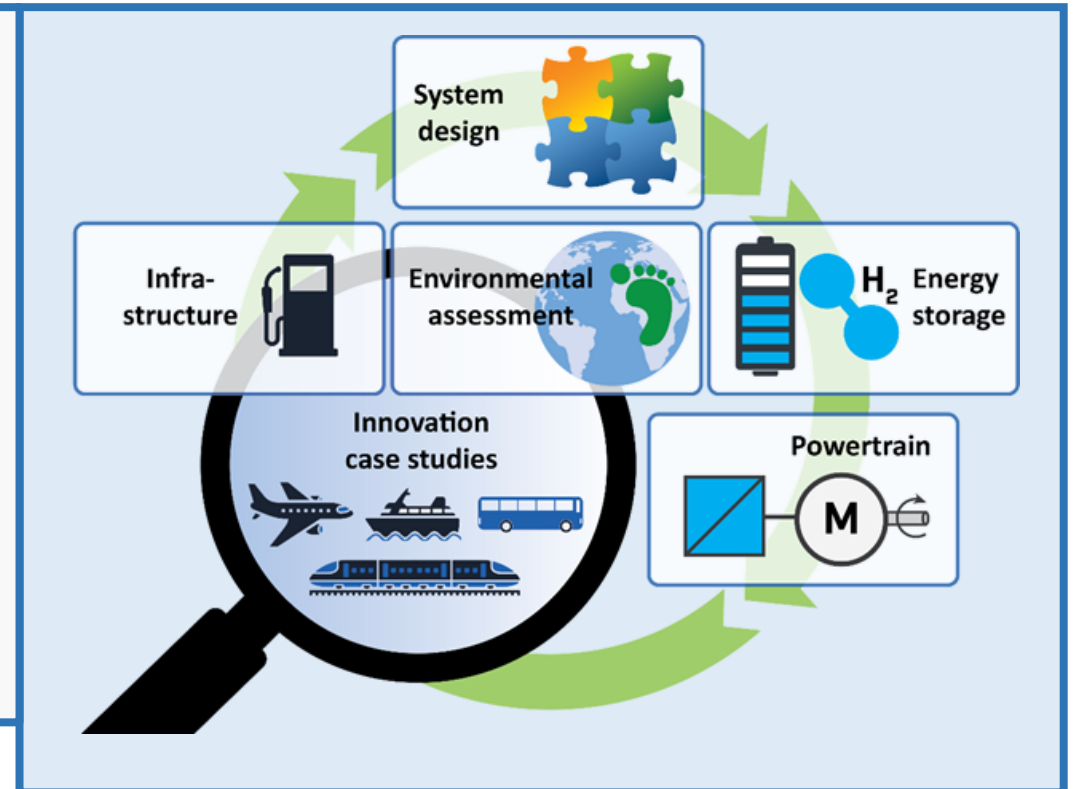 System
design
Infra-
structure
Environmental
assessment
H₂
Energy
storage
Innovation
case studies
Powertrain
M